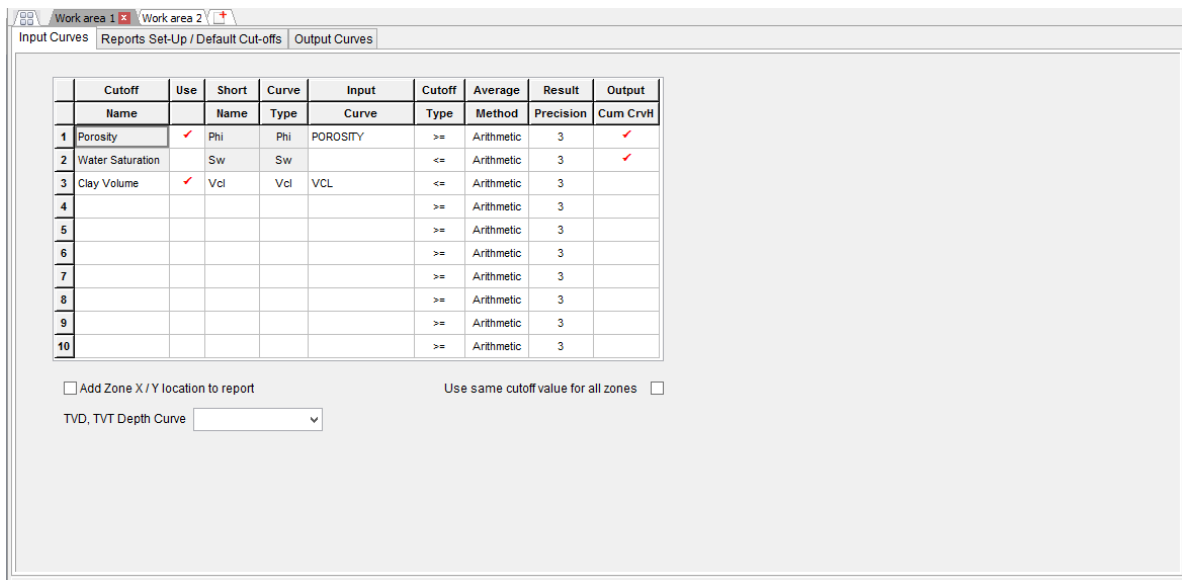 Work area 1 Work area 2
Input Curves Reports Set-Up / Default Cut-offs Output Curves
Cutoff Use Short Curve Input Cutoff Average Result Output
Name Name Type Curve Type Method Precision Cum CrvH
1 Porosity ✓ Phi Phi POROSITY >= Arithmetic 3 ✓
2 Water Saturation Sw Sw <= Arithmetic 3 ✓
3 Clay Volume ✓ Vcl Vcl VCL <= Arithmetic 3
4 >= Arithmetic 3
5 >= Arithmetic 3
6 >= Arithmetic 3
7 >= Arithmetic 3
8 >= Arithmetic 3
9 >= Arithmetic 3
10 >= Arithmetic 3
Add Zone X / Y location to report Use same cutoff value for all zones
TVD, TVT Depth Curve